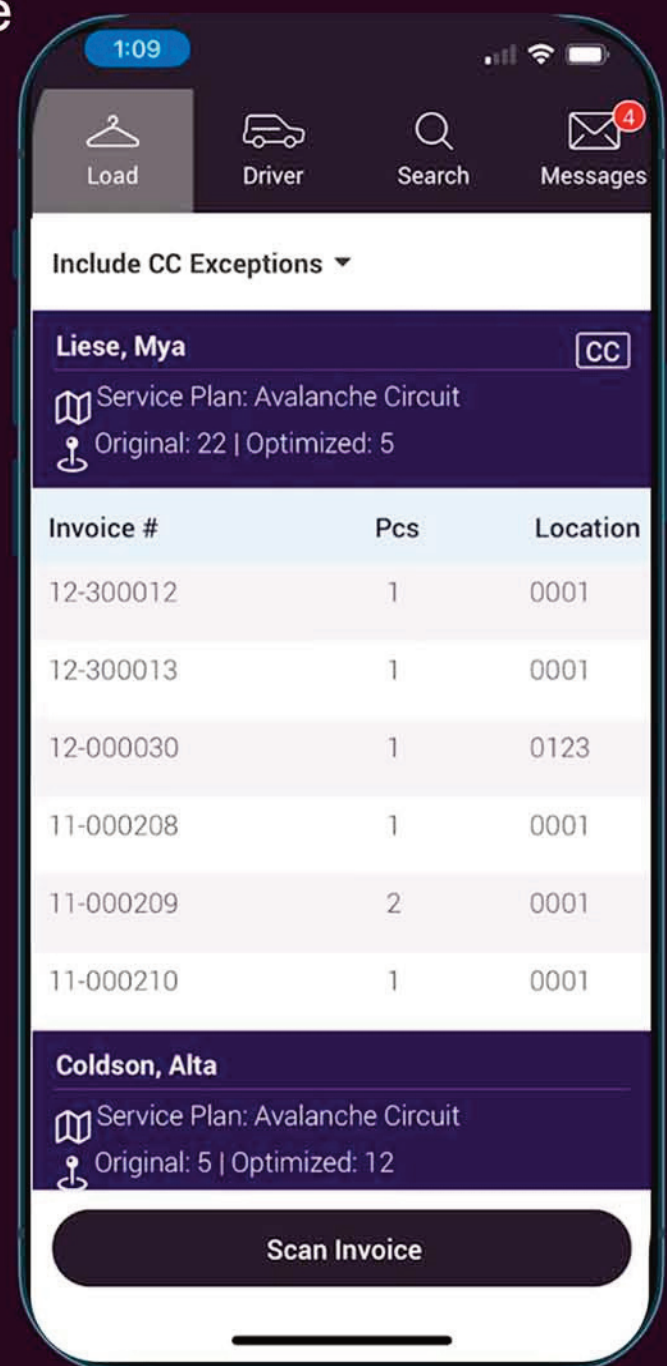 e
1:09
Load Driver Search Messages 4
Include CC Exceptions
Liese, Mya CC
Service Plan: Avalanche Circuit
Original: 22 | Optimized: 5
Invoice # Pcs Location
12-300012 1 0001
12-300013 1 0001
12-000030 1 0123
11-000208 1 0001
11-000209 2 0001
11-000210 1 0001
Coldson, Alta
Service Plan: Avalanche Circuit
Original: 5 | Optimized: 12
Scan Invoice